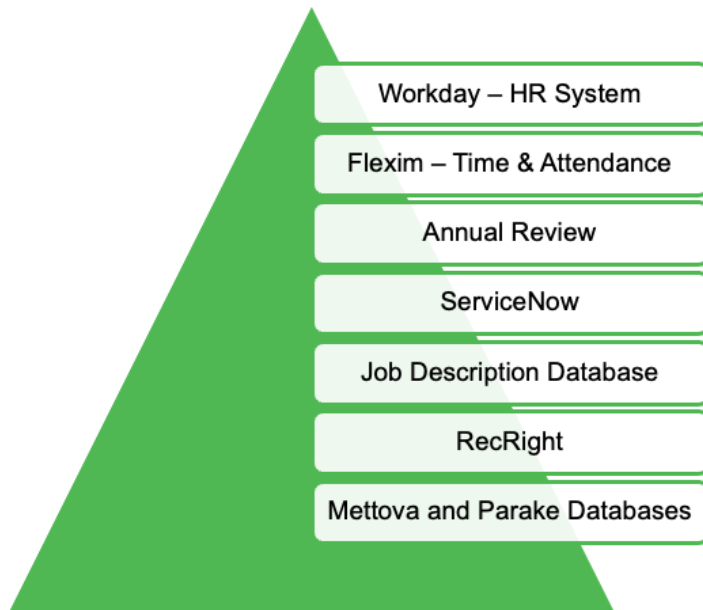 Workday – HR System
Flexim – Time & Attendance
Annual Review
ServiceNow
Job Description Database
RecRight
Mettova and Parake Databases